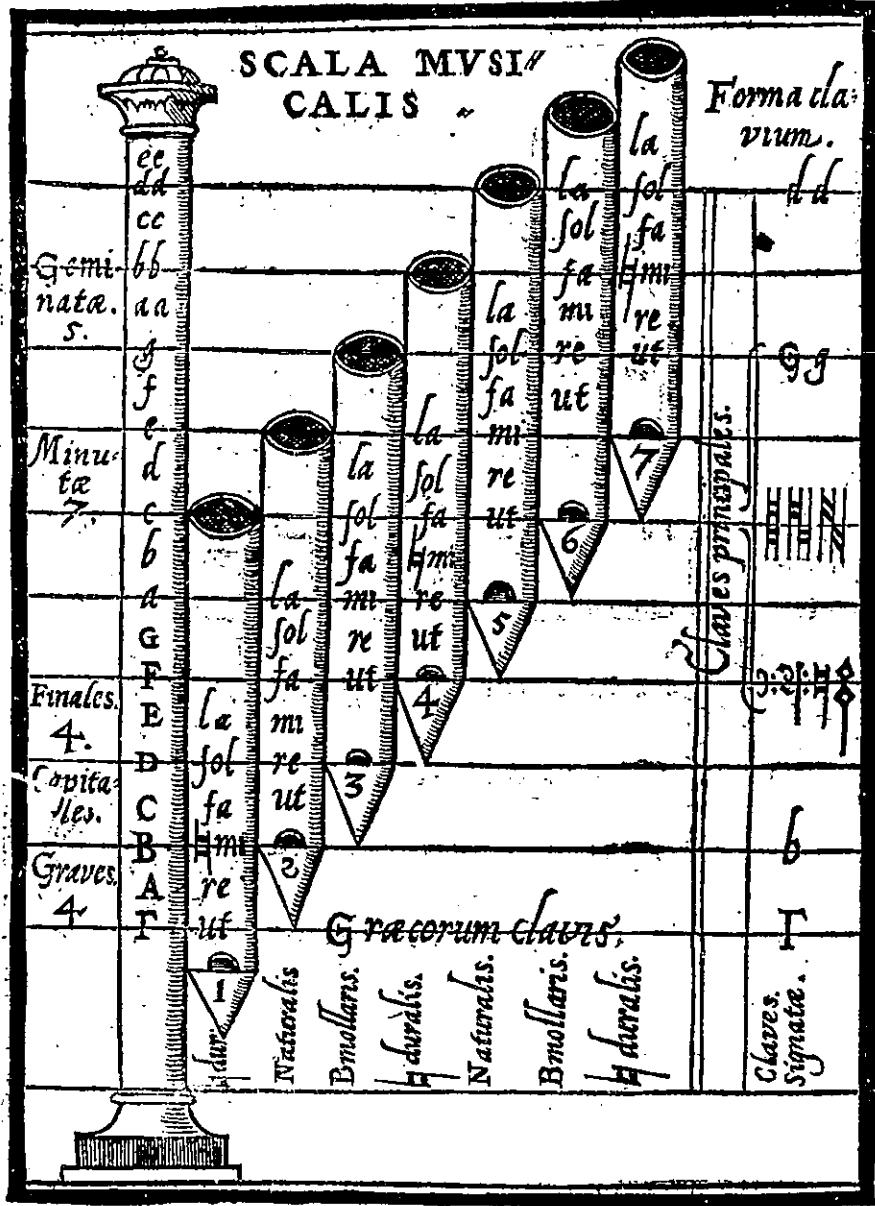 SCALA MVSI
CALIS
Forma cla-
vium.
Gemi
natæ.
5.
Minu-
tæ
7.
Finales.
4.
Capita-
les.
Graves.
4
ee
dd
cc
bb
aa
g
f
e
d
c
b
a
G
F
E
D
C
B
A
Γ
la
sol
fa
♮mi
re
ut
1
♮dur
la
sol
fa
mi
re
ut
2
Naturalis
la
sol
fa
mi
re
ut
3
Bmollaris.
la
sol
fa
♮mi
re
ut
4
♮duralis.
la
sol
fa
mi
re
ut
5
Naturalis.
la
sol
fa
mi
re
ut
6
Bmollaris.
la
sol
fa
♮mi
re
ut
7
♮duralis.
Græcorum clavis.
Claves principales.
dd
Gg
b
Γ
Claves.
Signatæ.